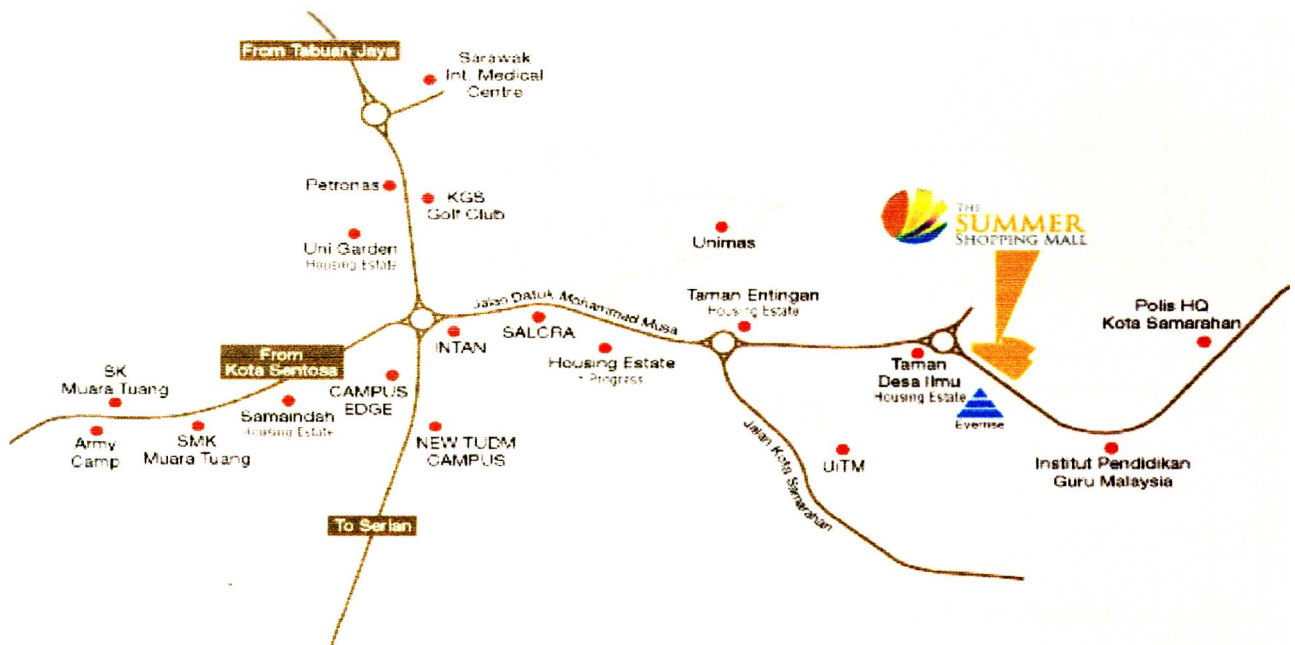 From Tabuan Jaya
Sarawak
Int. Medical
Centre
Petronas
KGS
Golf Club
Uni Garden
Housing Estate
Unimas
THE
SUMMER
SHOPPING MALL
Jalan Datuk Mohammad Musa
Taman Entingan
Housing Estate
Polis HQ
Kota Samarahan
INTAN
SALCRA
Housing Estate
n Progress
From
Kota Sentosa
SK
Muara Tuang
CAMPUS
EDGE
Samaindah
Housing Estate
Taman
Desa Ilmu
Housing Estate
Everrise
Army
Camp
SMK
Muara Tuang
NEW TUDM
CAMPUS
Jalan Kota Samarahan
UiTM
Institut Pendidikan
Guru Malaysia
To Serian